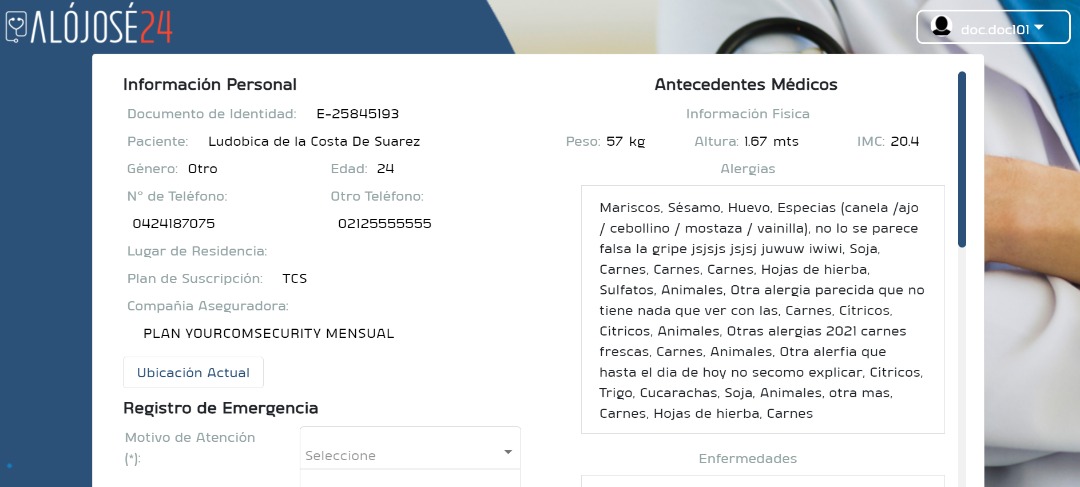 ALÓJOSÉ24
doc.doc101
Información Personal
Documento de Identidad: E-25845193
Paciente: Ludobica de la Costa De Suarez
Género: Otro Edad: 24
N° de Teléfono: Otro Teléfono:
0424187075 02125555555
Lugar de Residencia:
Plan de Suscripción: TCS
Compañia Aseguradora:
PLAN YOURCOMSECURITY MENSUAL
Ubicación Actual
Registro de Emergencia
Motivo de Atención
(*):
Seleccione
Antecedentes Médicos
Información Fisica
Peso: 57 kg Altura: 1.67 mts IMC: 20.4
Alergias
Mariscos, Sésamo, Huevo, Especias (canela /ajo
/ cebollino / mostaza / vainilla), no lo se parece
falsa la gripe jsjsjs jsjsj juwuw iwiwi, Soja,
Carnes, Carnes, Carnes, Hojas de hierba,
Sulfatos, Animales, Otra alergia parecida que no
tiene nada que ver con las, Carnes, Cítricos,
Citricos, Animales, Otras alergias 2021 carnes
frescas, Carnes, Animales, Otra alerfia que
hasta el dia de hoy no secomo explicar, Cítricos,
Trigo, Cucarachas, Soja, Animales, otra mas,
Carnes, Hojas de hierba, Carnes
Enfermedades